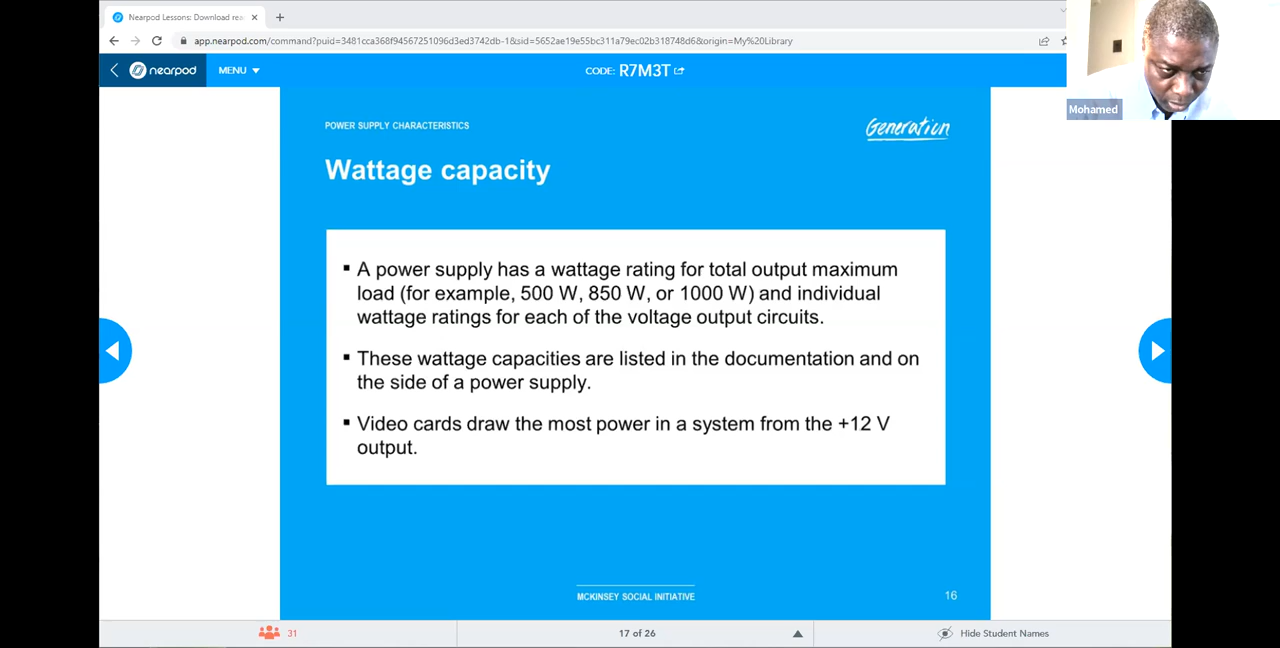 Nearpod Lessons: Download rea
app.nearpod.com/command?puid=3481cca368f94567251096d3ed3742db-1&sid=5652ae19e55bc311a79ec02b318748d6&origin=My%20Library
nearpod
MENU
CODE: R7M3T
Mohamed
POWER SUPPLY CHARACTERISTICS
Generation
Wattage capacity
▪ A power supply has a wattage rating for total output maximum
load (for example, 500 W, 850 W, or 1000 W) and individual
wattage ratings for each of the voltage output circuits.
▪ These wattage capacities are listed in the documentation and on
the side of a power supply.
▪ Video cards draw the most power in a system from the +12 V
output.
MCKINSEY SOCIAL INITIATIVE
16
31
17 of 26
Hide Student Names